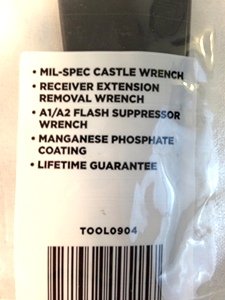 • MIL-SPEC CASTLE WRENCH
• RECEIVER EXTENSION
REMOVAL WRENCH
• A1/A2 FLASH SUPPRESSOR
WRENCH
• MANGANESE PHOSPHATE
COATING
• LIFETIME GUARANTEE
TOOL0904